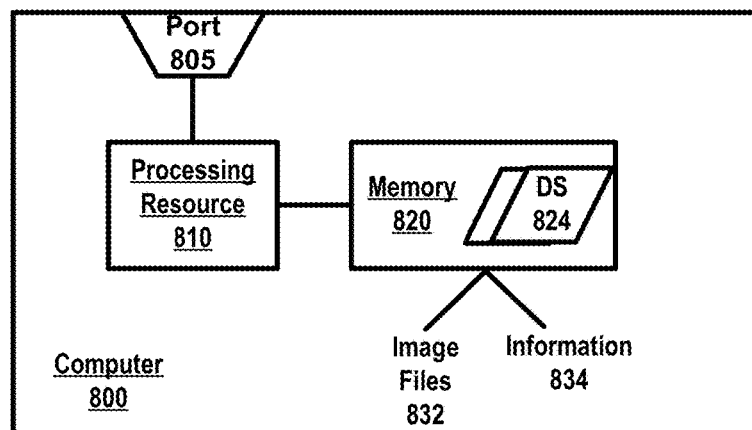 Port
805
Processing
Resource
810
Memory
820
DS
824
Image
Files
832
Information
834
Computer
800